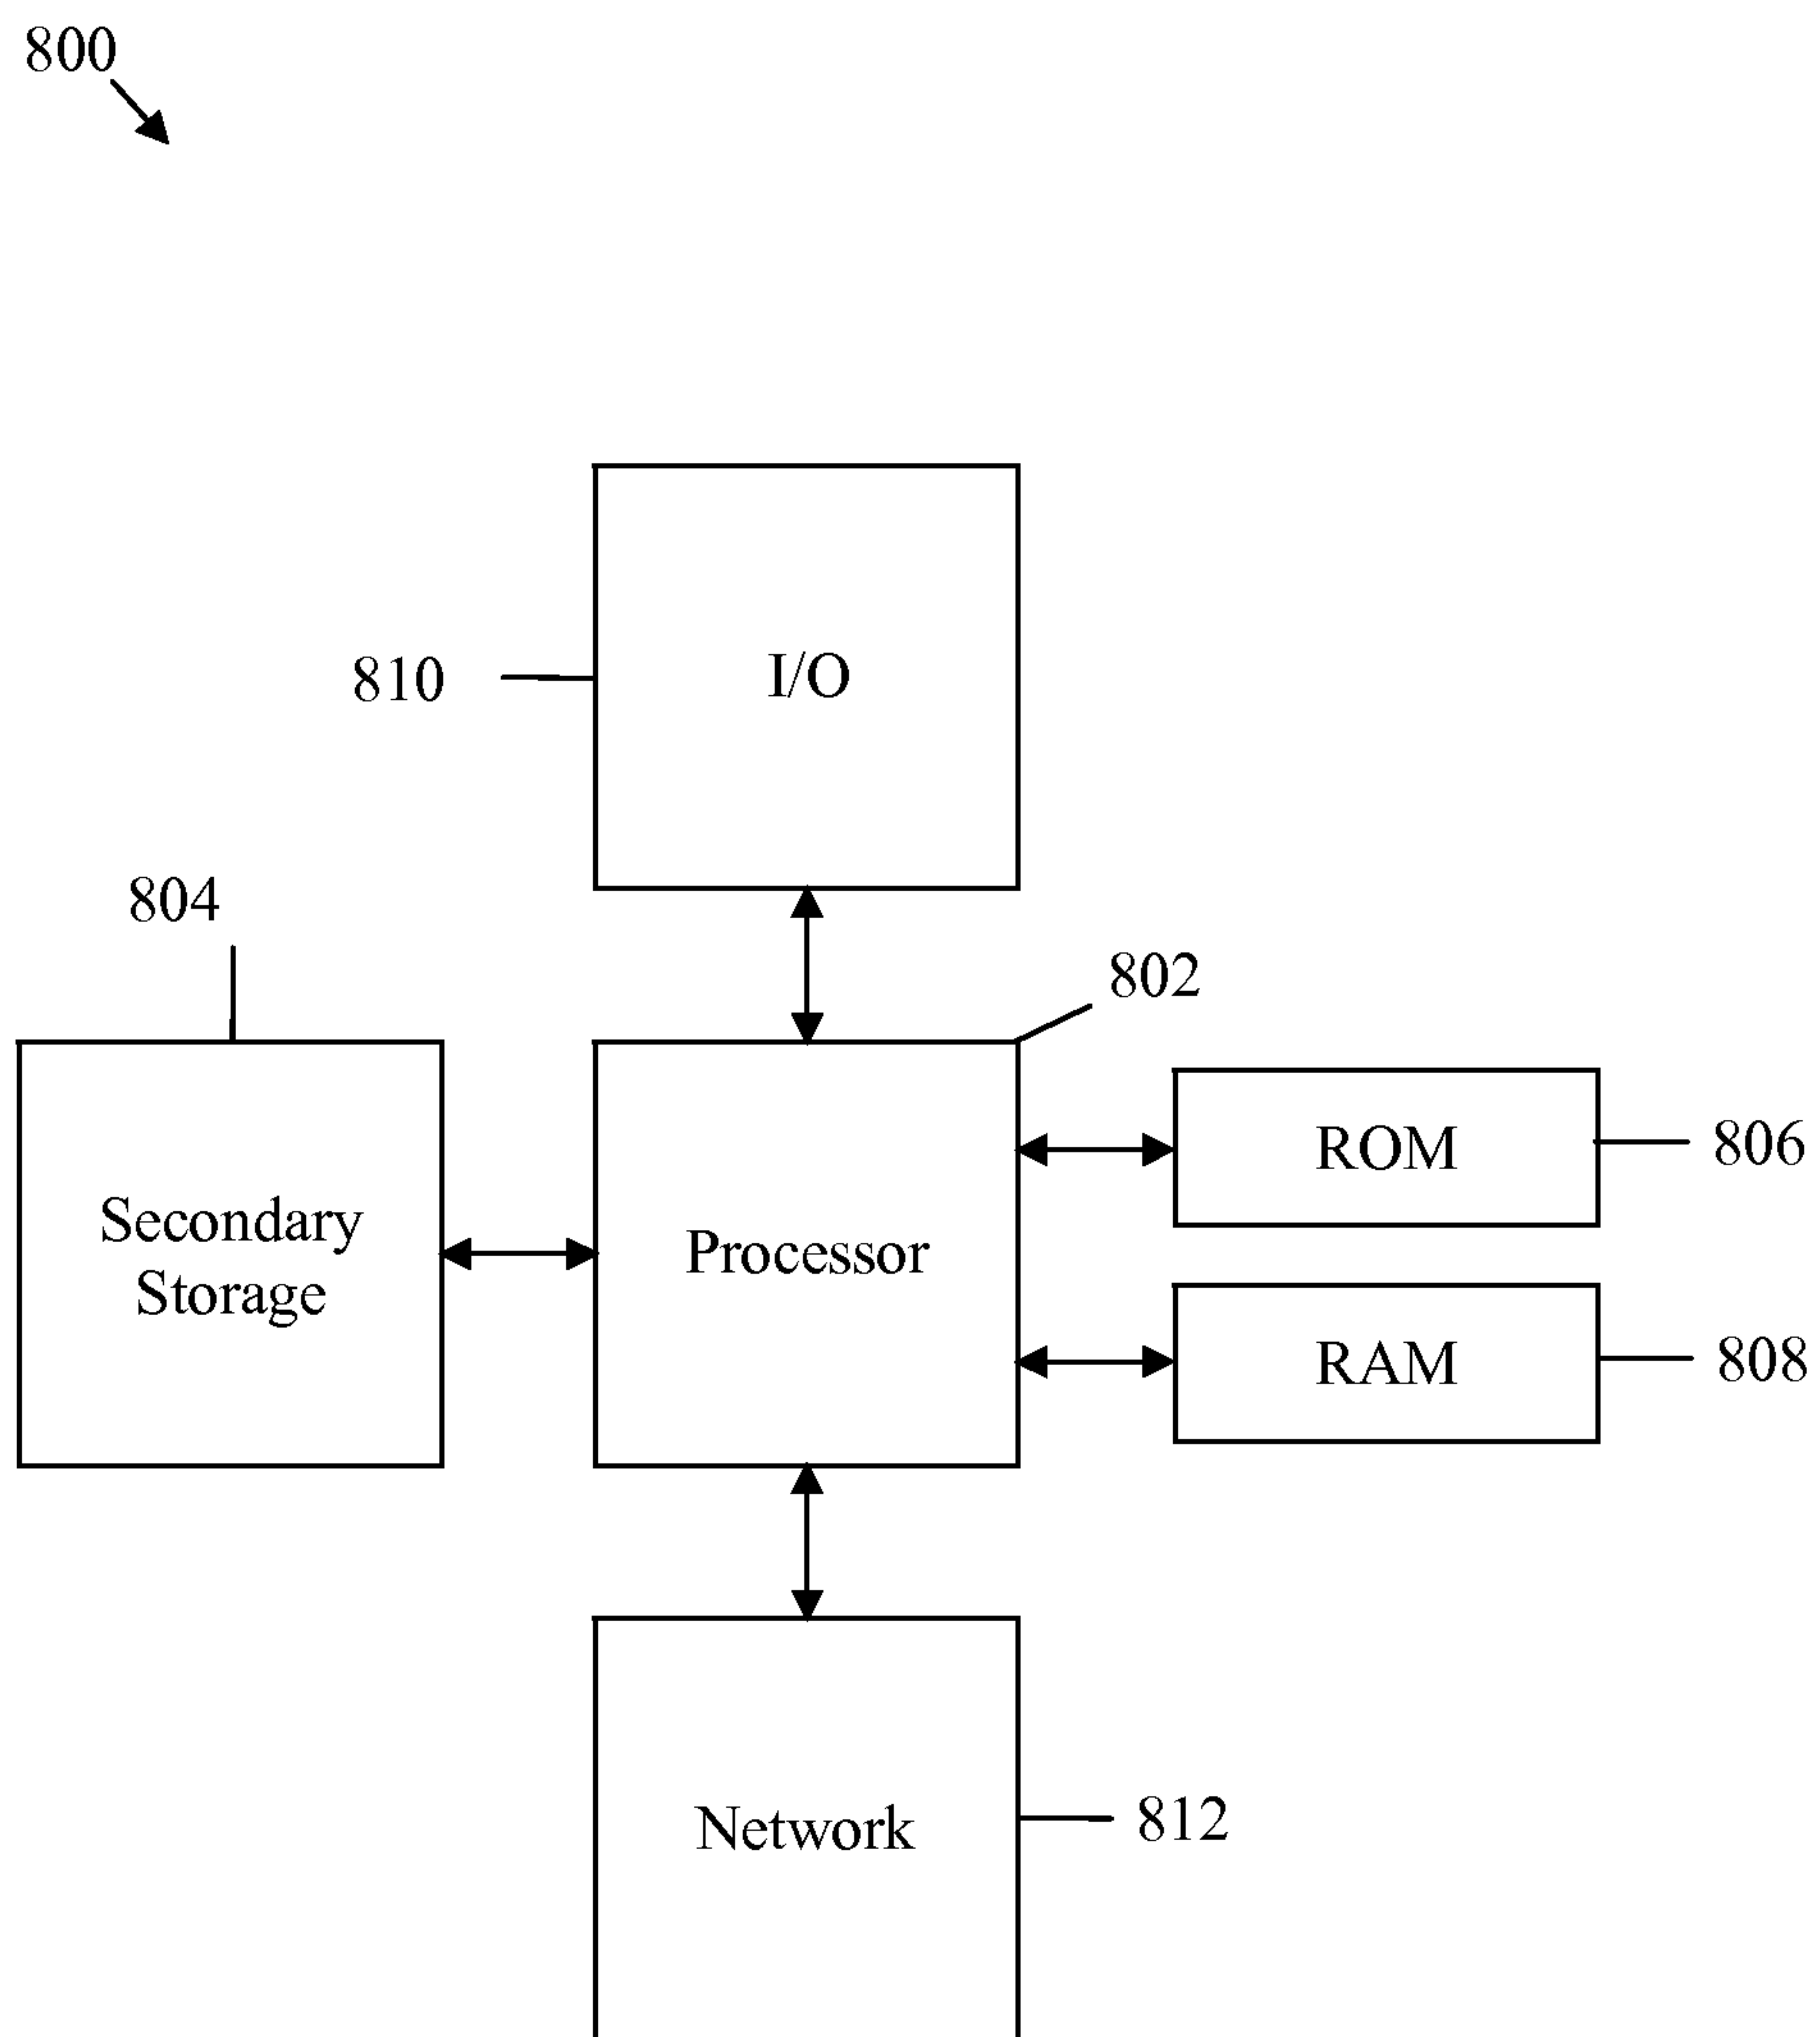 800
I/O
810
804
802
Secondary
Storage
Processor
ROM
806
RAM
808
Network
812